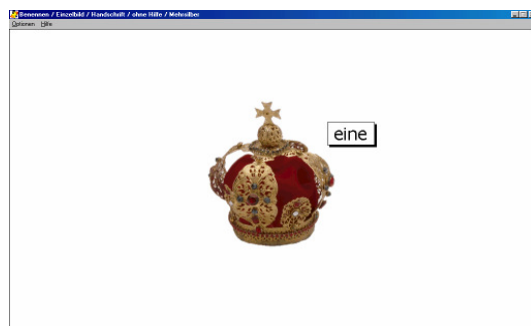 Benennen / Einzelbild / Handschrift / ohne Hilfe / Mehrsilber
Optionen Hilfe
eine